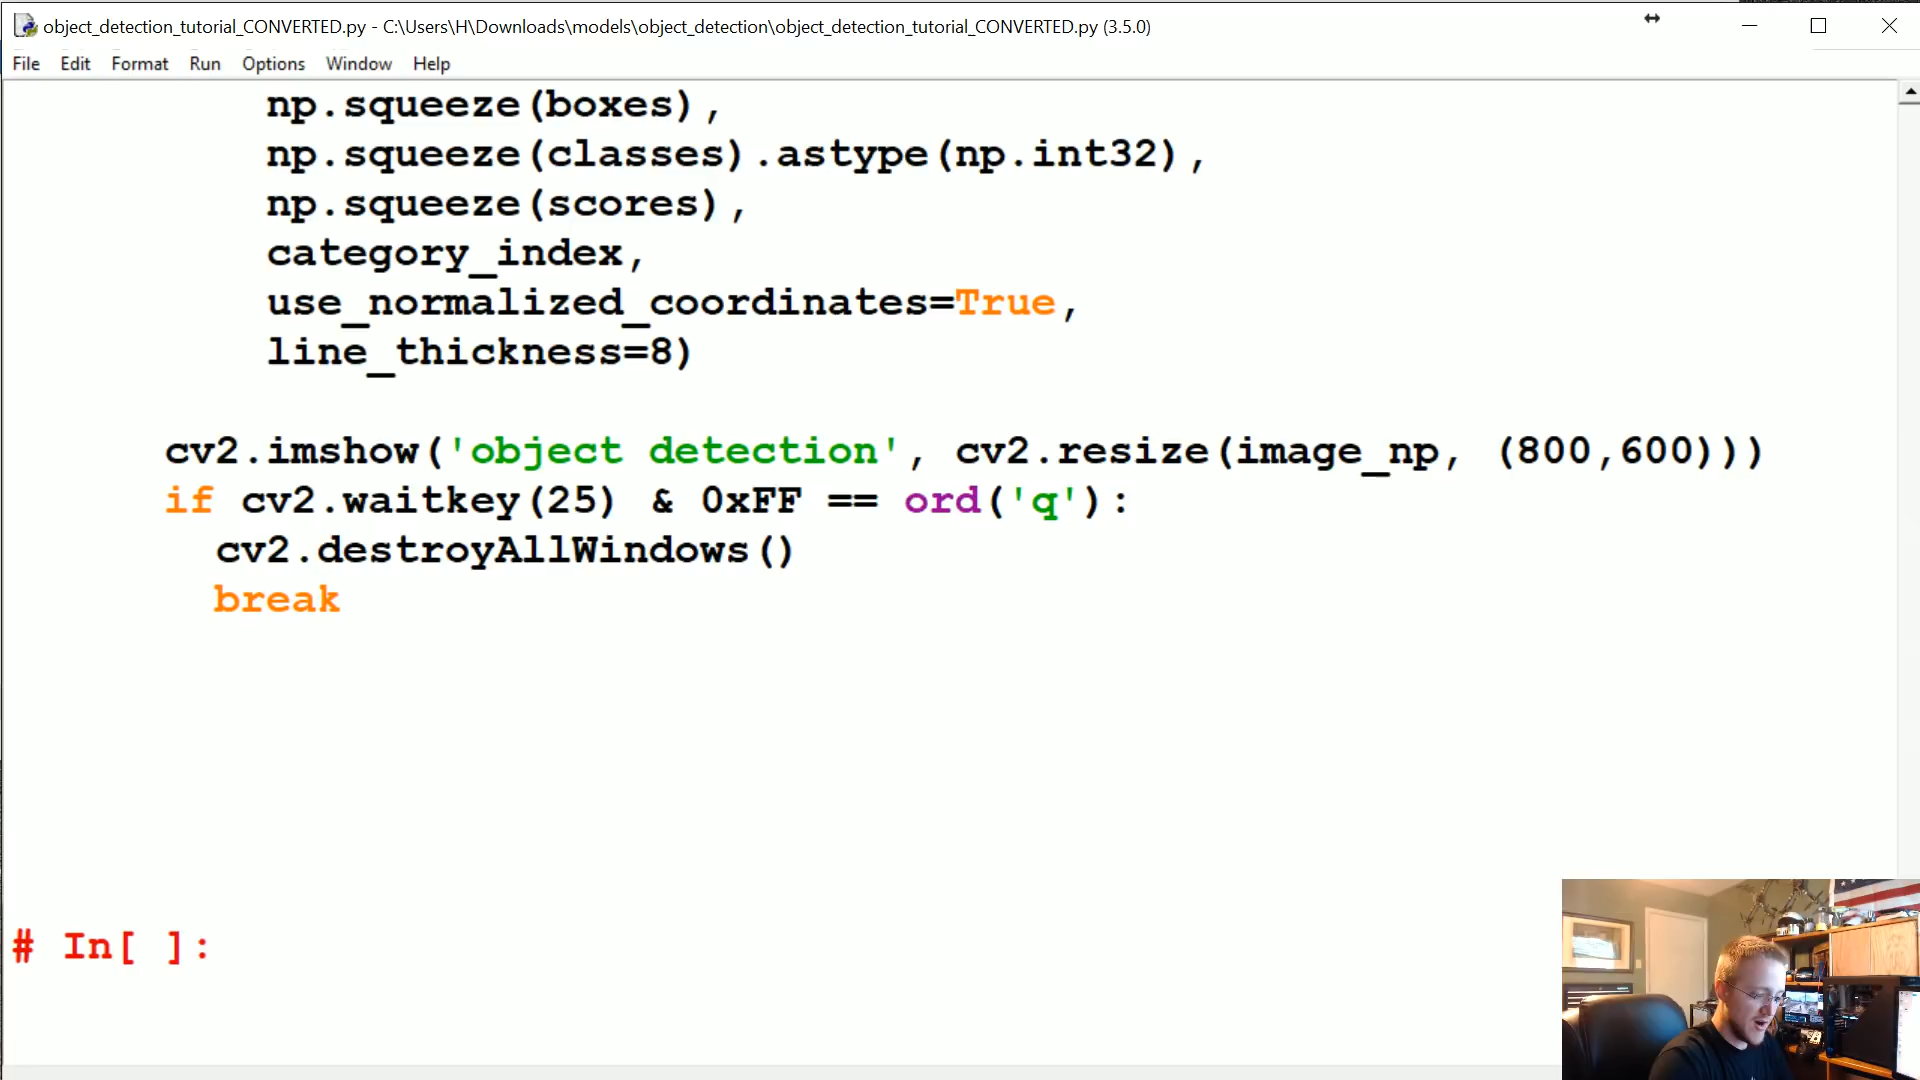 object_detection_tutorial_CONVERTED.py - C:\Users\H\Downloads\models\object_detection\object_detection_tutorial_CONVERTED.py (3.5.0)
File Edit Format Run Options Window Help
np.squeeze(boxes),
np.squeeze(classes).astype(np.int32),
np.squeeze(scores),
category_index,
use_normalized_coordinates=True,
line_thickness=8)
cv2.imshow('object detection', cv2.resize(image_np, (800,600)))
if cv2.waitkey(25) & 0xFF == ord('q'):
cv2.destroyAllWindows()
break
# In[ ]: